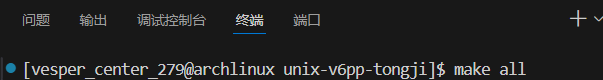 问题 输出 调试控制台 终端 端口
[vesper_center_279@archlinux unix-v6pp-tongji]$ make all